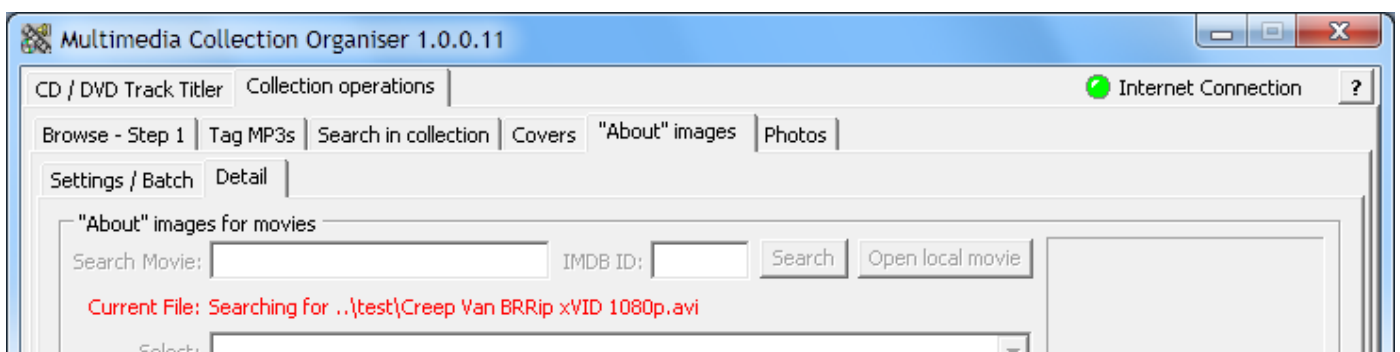 Multimedia Collection Organiser 1.0.0.11
CD / DVD Track Titler Collection operations Internet Connection ?
Browse - Step 1 Tag MP3s Search in collection Covers "About" images Photos
Settings / Batch Detail
"About" images for movies
Search Movie: IMDB ID: Search Open local movie
Current File: Searching for ..\test\Creep Van BRRip xVID 1080p.avi
Select: